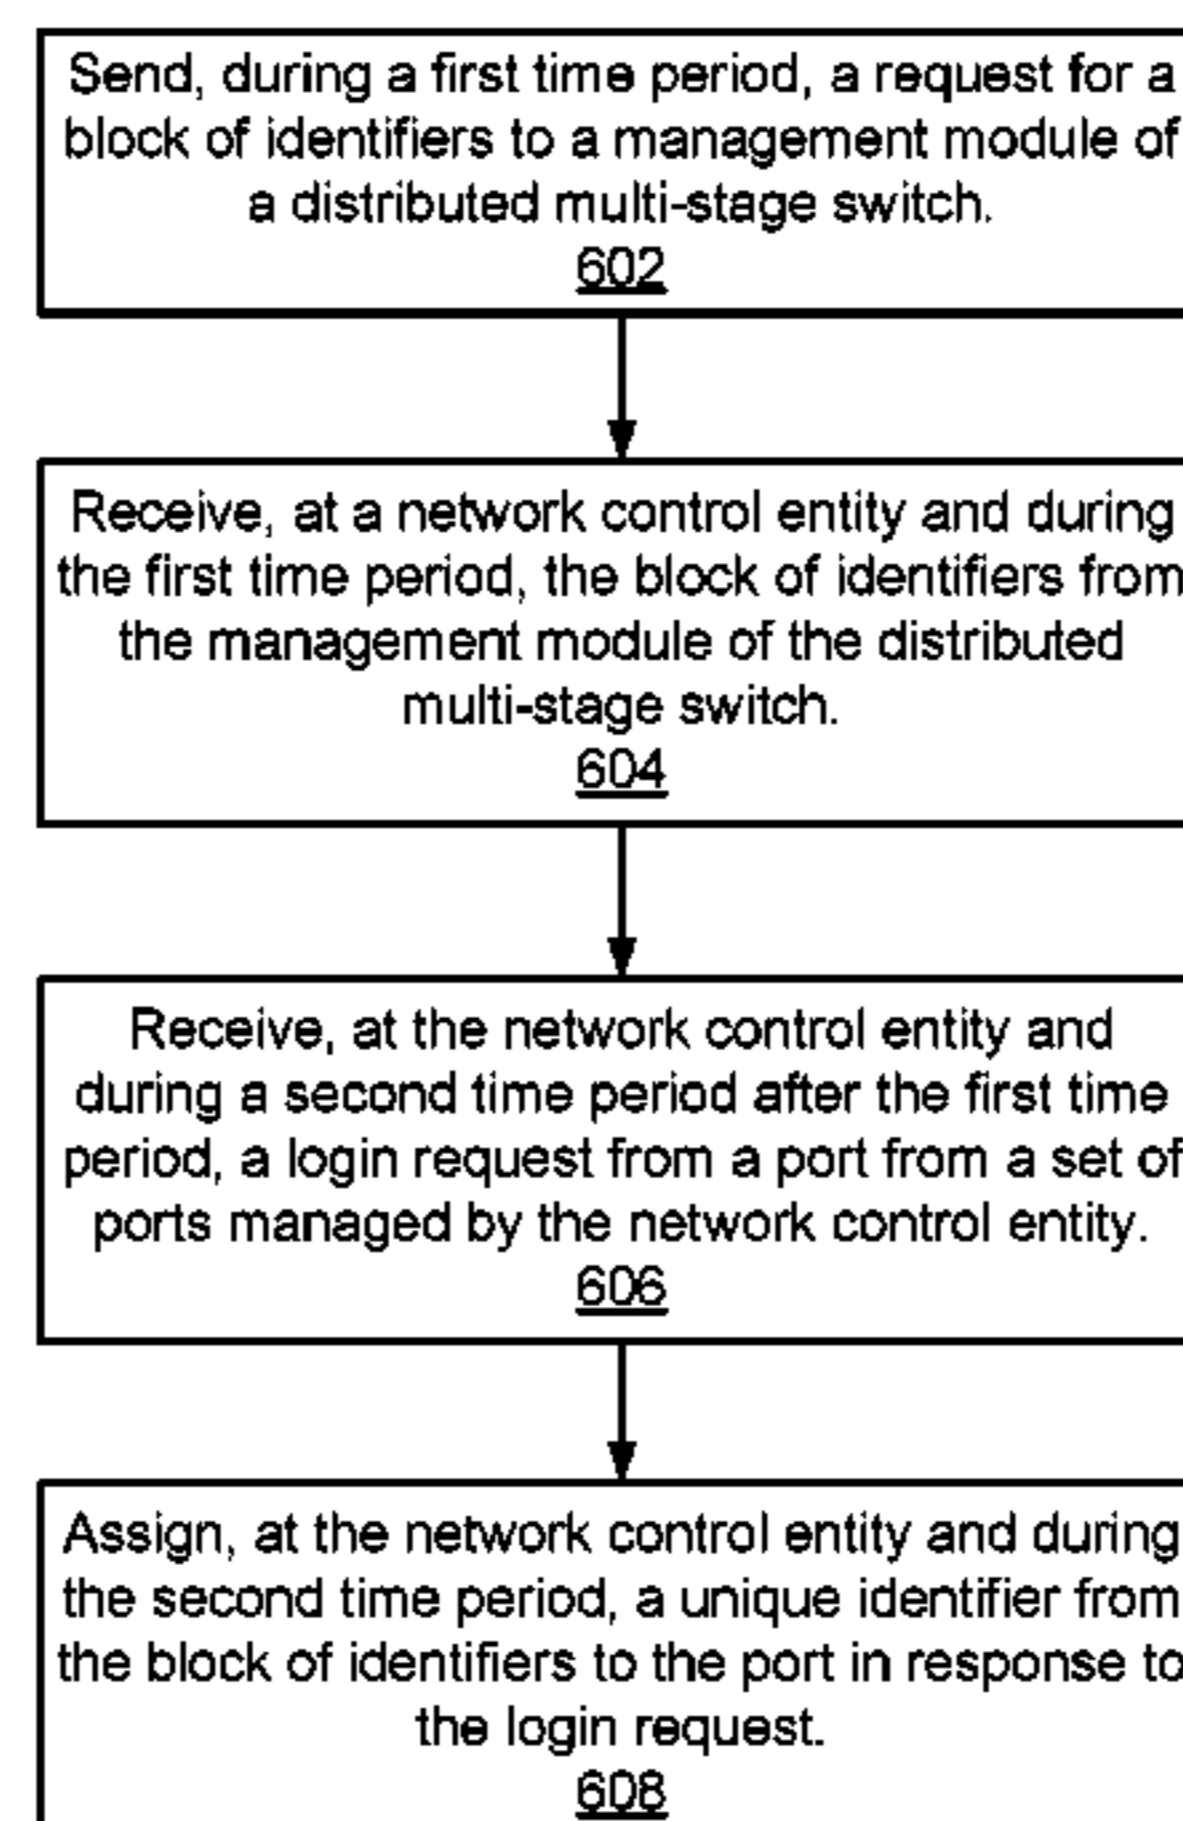 Send, during a first time period, a request for a
block of identifiers to a management module of
a distributed multi-stage switch.
602
Receive, at a network control entity and during
the first time period, the block of identifiers from
the management module of the distributed
multi-stage switch.
604
Receive, at the network control entity and
during a second time period after the first time
period, a login request from a port from a set of
ports managed by the network control entity.
606
Assign, at the network control entity and during
the second time period, a unique identifier from
the block of identifiers to the port in response to
the login request.
608